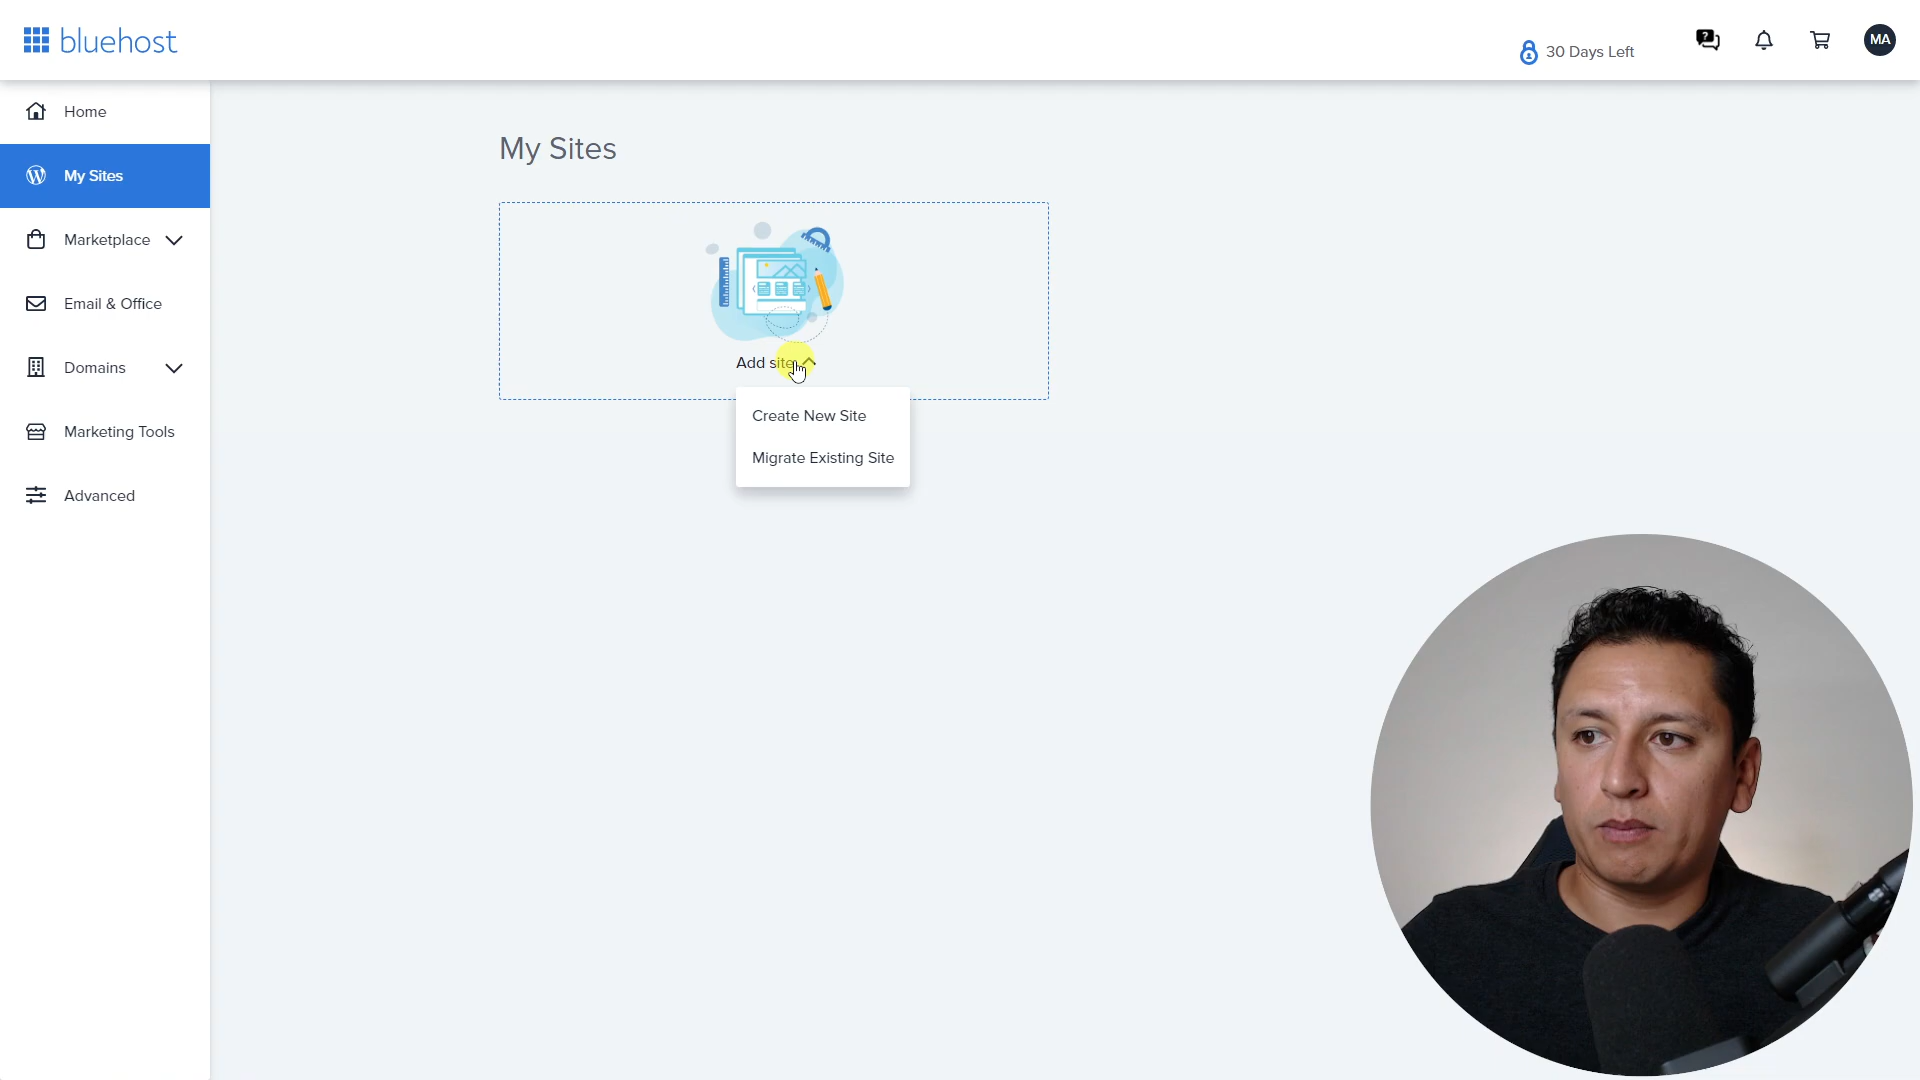 bluehost
30 Days Left
MA
Home
My Sites
Marketplace
Email & Office
Domains
Marketing Tools
Advanced
My Sites
Add site
Create New Site
Migrate Existing Site